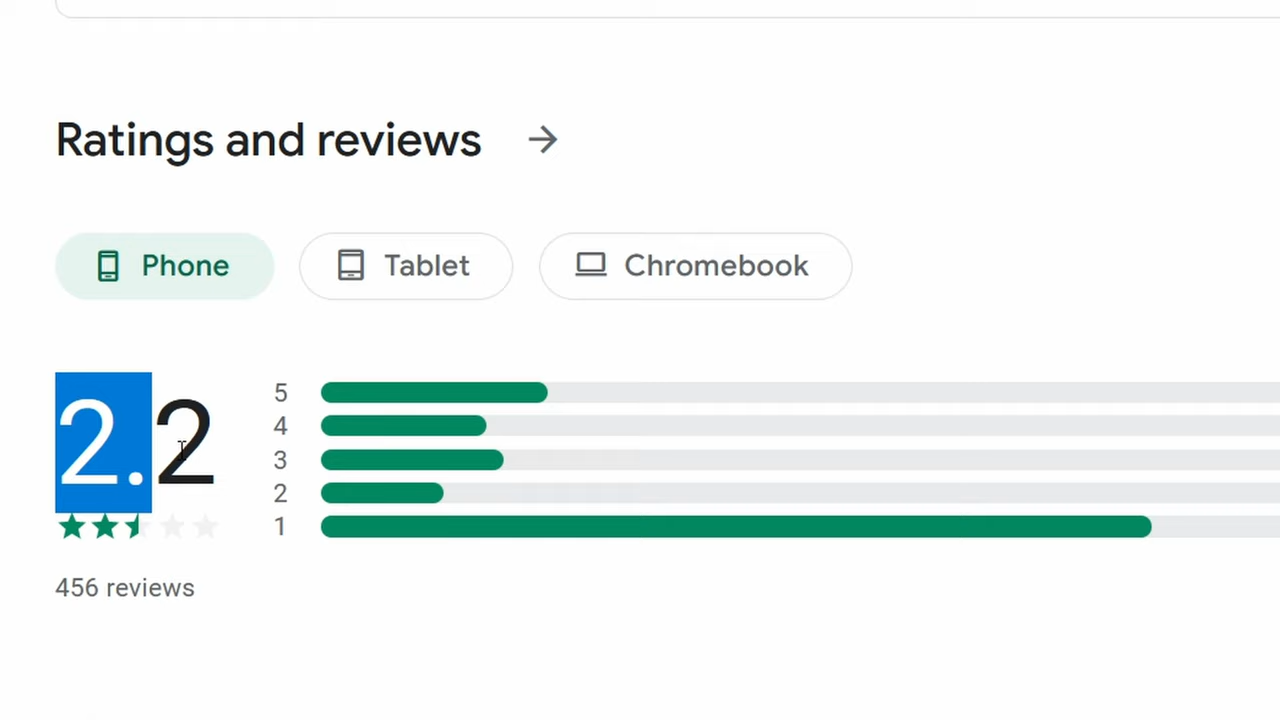 Ratings and reviews
Phone
Tablet
Chromebook
2.2
5
4
3
2
1
456 reviews